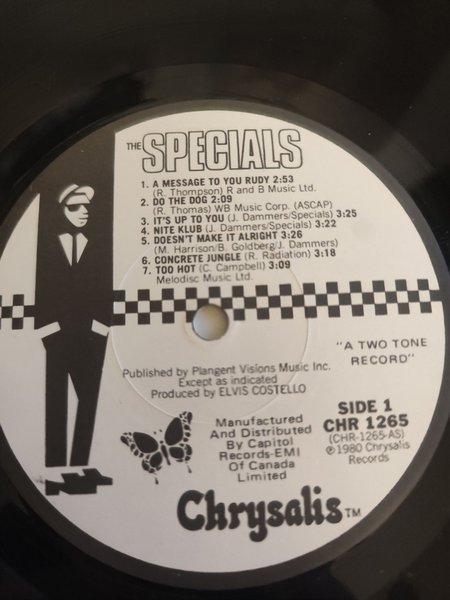 THE SPECIALS
1. A MESSAGE TO YOU RUDY 2:53
(R. Thompson) R and B Music Ltd.
2. DO THE DOG 2:09
(R. Thomas) WB Music Corp. (ASCAP)
3. IT'S UP TO YOU (J. Dammers/Specials) 3:25
4. NITE KLUB (J. Dammers/Specials) 3:22
5. DOESN'T MAKE IT ALRIGHT 3:26
(M. Harrison/B. Goldberg/J. Dammers)
6. CONCRETE JUNGLE (R. Radiation) 3:18
7. TOO HOT (C. Campbell) 3:09
Melodisc Music Ltd.
"A TWO TONE
RECORD"
Published by Plangent Visions Music Inc.
Except as indicated
Produced by ELVIS COSTELLO
SIDE 1
CHR 1265
(CHR-1265-AS)
℗1980 Chrysalis
Records
Manufactured
And Distributed
By Capitol
Records-EMI
Of Canada
Limited
Chrysalis TM